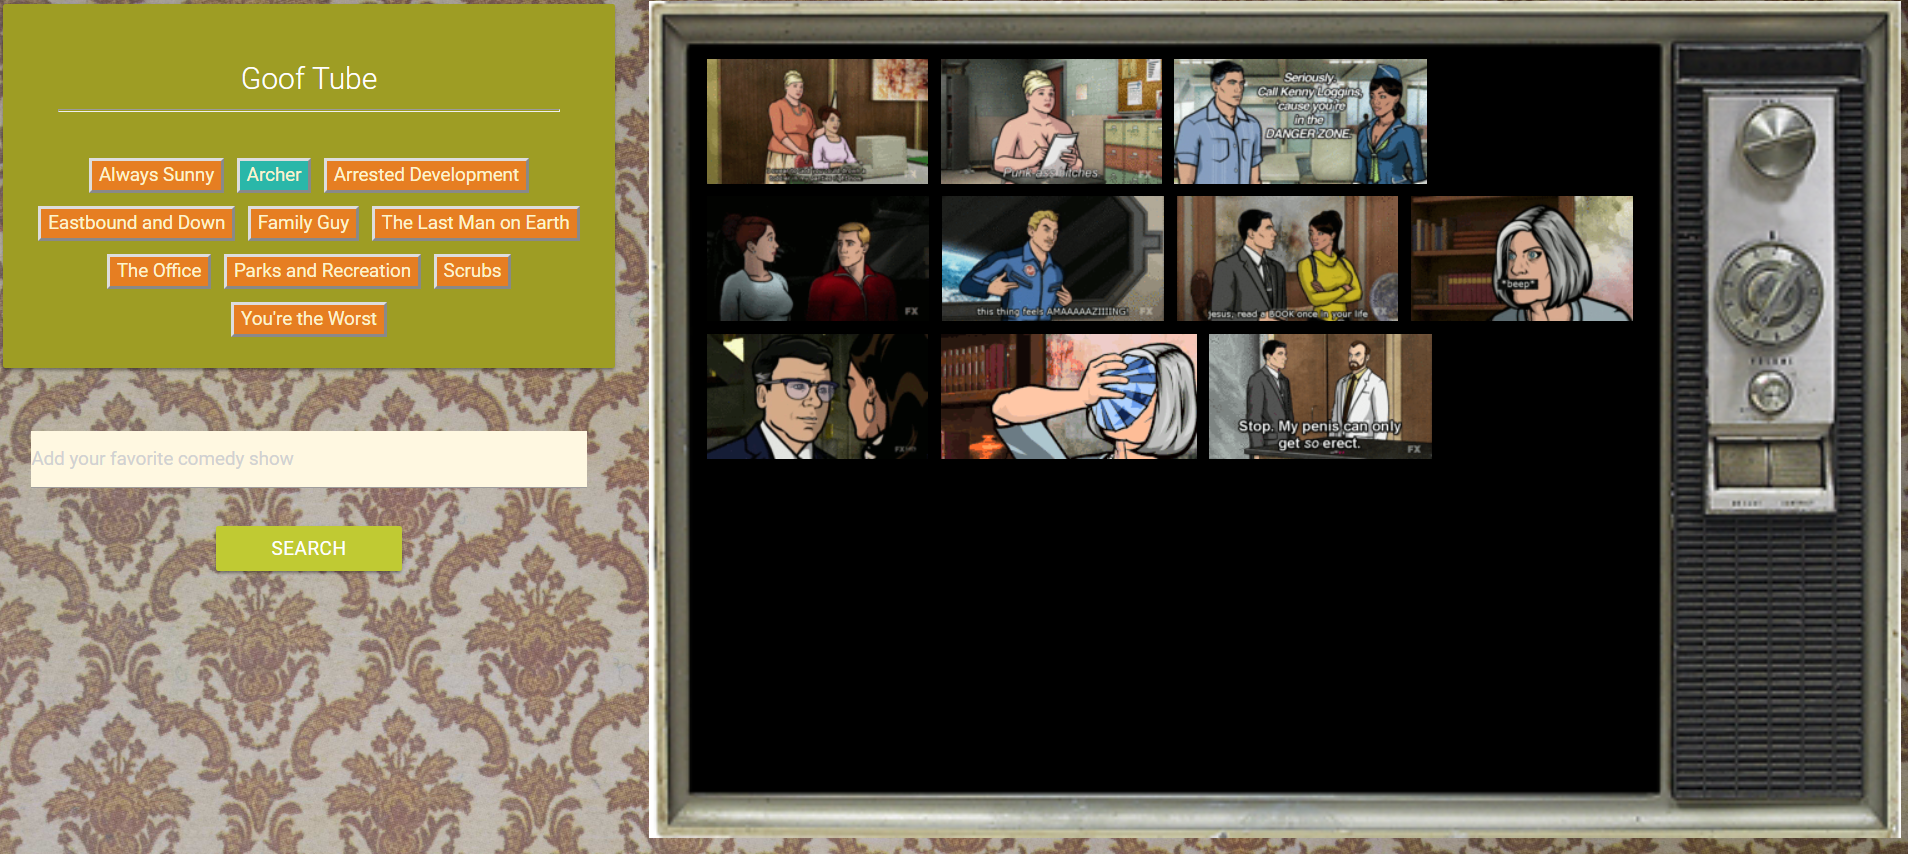 Goof Tube
Always Sunny
Archer
Arrested Development
Eastbound and Down
Family Guy
The Last Man on Earth
The Office
Parks and Recreation
Scrubs
You're the Worst
Add your favorite comedy show
SEARCH
Punk ass bitches
FX
Seriously.
Call Kenny Loggins,
'cause you're
in the
DANGER ZONE.
FX
this thing feels AMAAAAAZIIIING!
FX
jesus, read a BOOK once in your life
FX
*beep*
FX
Stop. My penis can only
get so erect.
FX
VOLUME